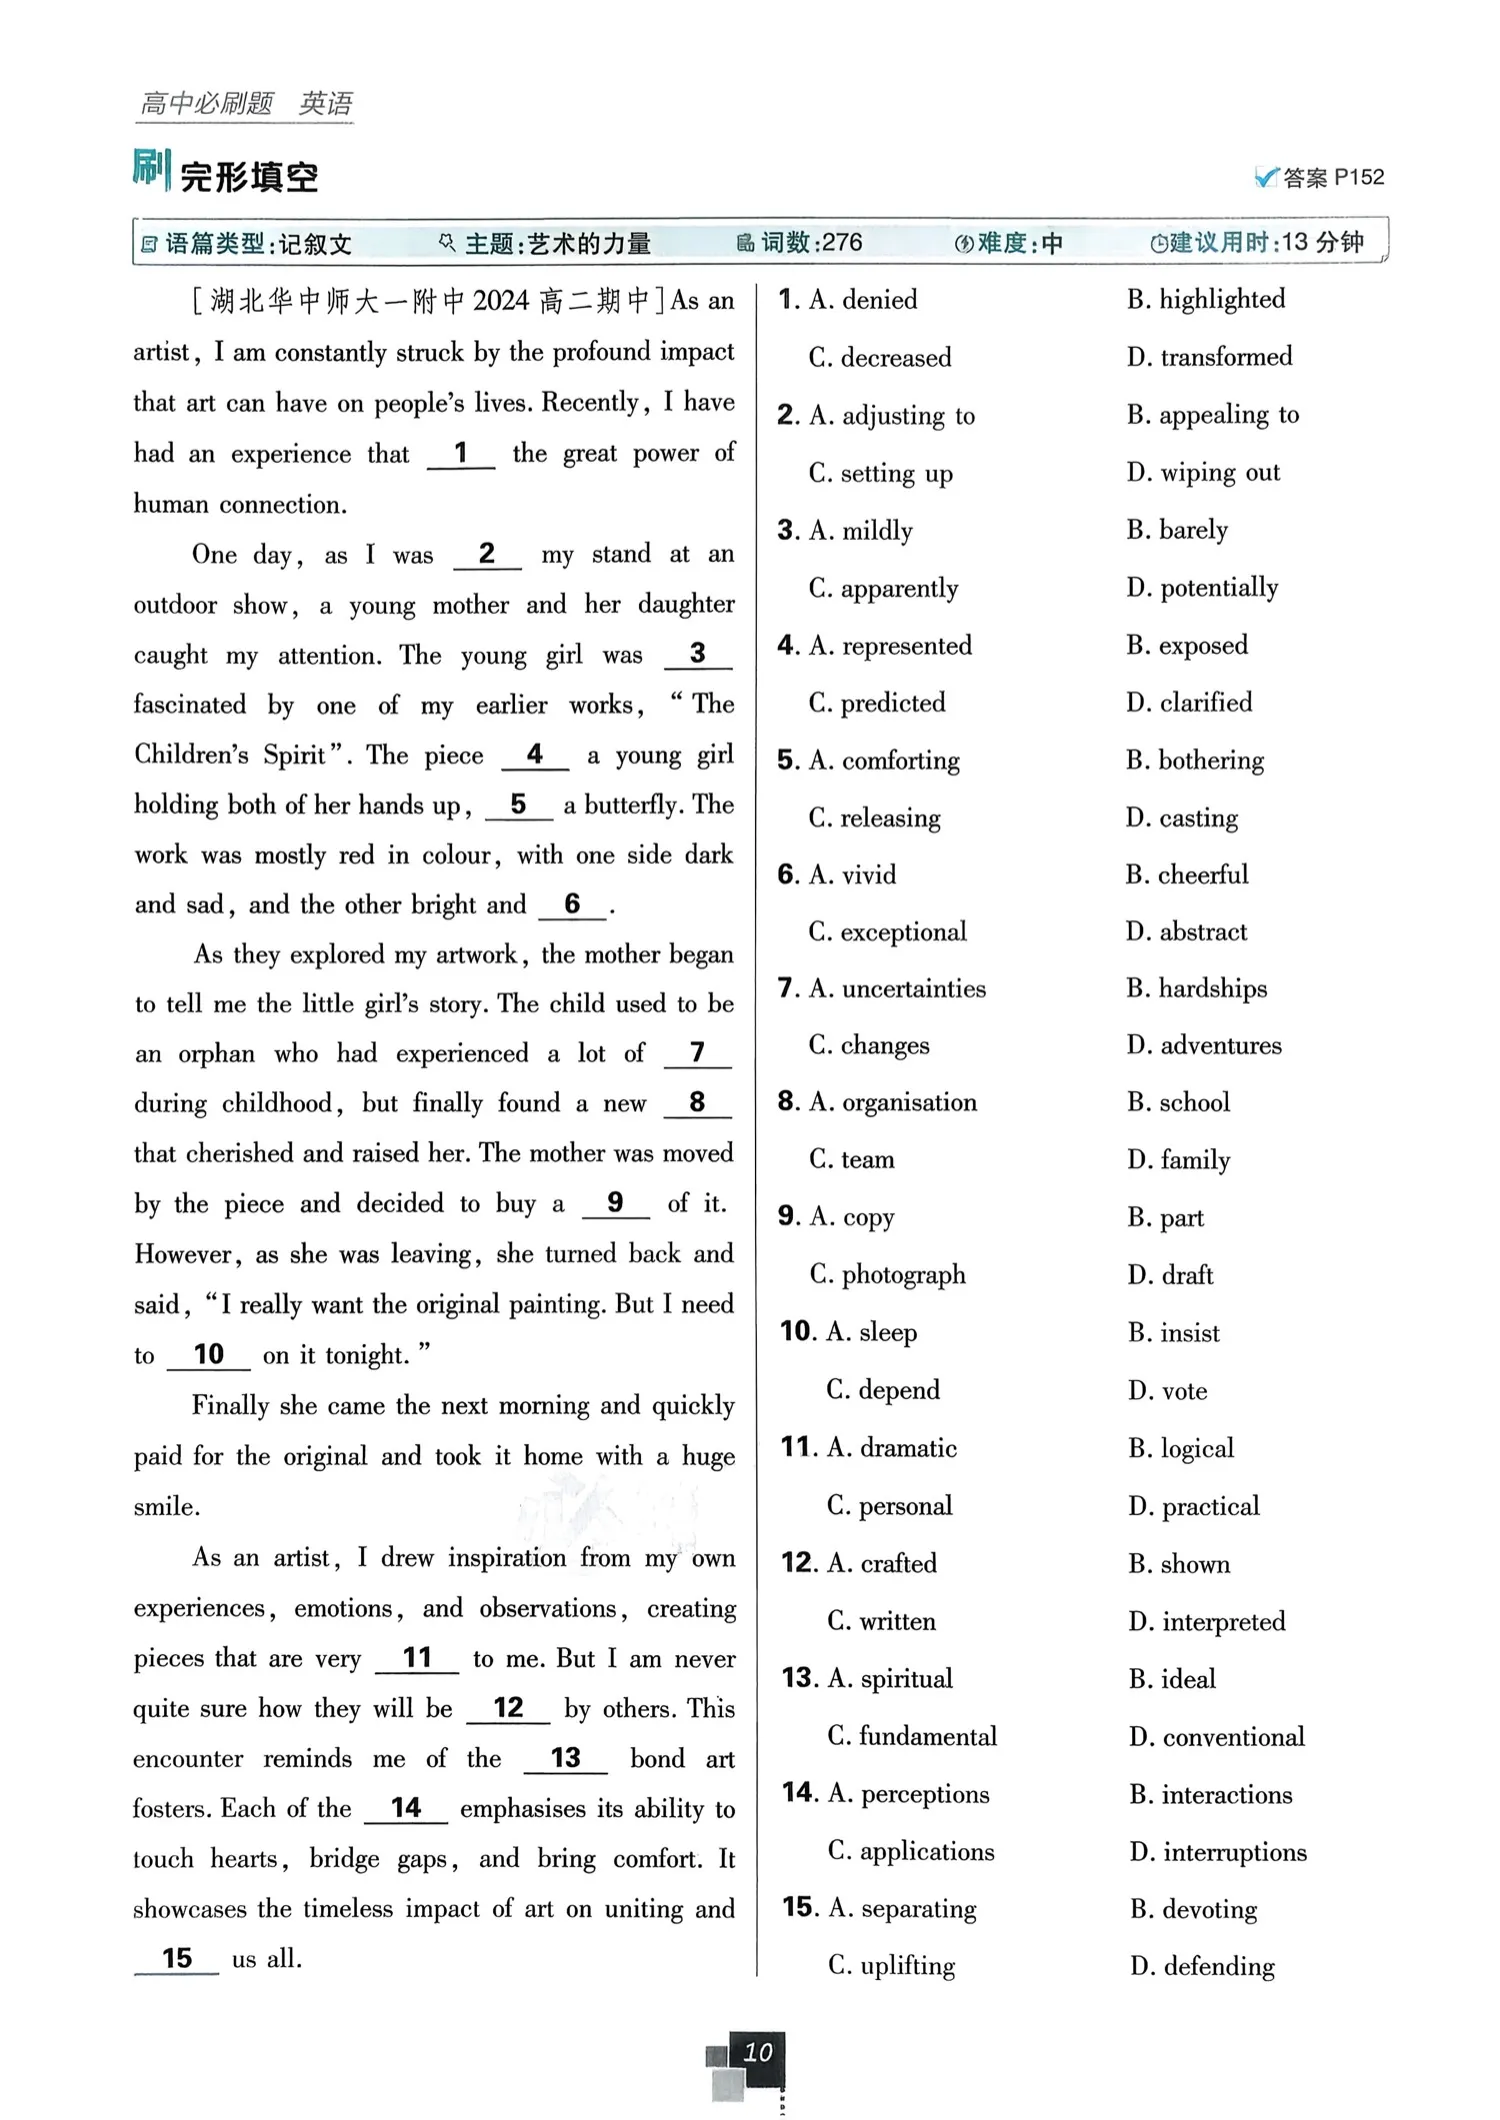 高中必刷题 英语
刷 完形填空
答案 P152
语篇类型:记叙文 主题:艺术的力量 词数:276 难度:中 建议用时:13 分钟
[湖北华中师大一附中 2024 高二期中]As an
artist, I am constantly struck by the profound impact
that art can have on people's lives. Recently, I have
had an experience that 1 the great power of
human connection.
One day, as I was 2 my stand at an
outdoor show, a young mother and her daughter
caught my attention. The young girl was 3
fascinated by one of my earlier works, “The
Children's Spirit”. The piece 4 a young girl
holding both of her hands up, 5 a butterfly. The
work was mostly red in colour, with one side dark
and sad, and the other bright and 6 .
As they explored my artwork, the mother began
to tell me the little girl's story. The child used to be
an orphan who had experienced a lot of 7
during childhood, but finally found a new 8
that cherished and raised her. The mother was moved
by the piece and decided to buy a 9 of it.
However, as she was leaving, she turned back and
said, “I really want the original painting. But I need
to 10 on it tonight.”
Finally she came the next morning and quickly
paid for the original and took it home with a huge
smile.
As an artist, I drew inspiration from my own
experiences, emotions, and observations, creating
pieces that are very 11 to me. But I am never
quite sure how they will be 12 by others. This
encounter reminds me of the 13 bond art
fosters. Each of the 14 emphasises its ability to
touch hearts, bridge gaps, and bring comfort. It
showcases the timeless impact of art on uniting and
15 us all.
1. A. denied B. highlighted
C. decreased D. transformed
2. A. adjusting to B. appealing to
C. setting up D. wiping out
3. A. mildly B. barely
C. apparently D. potentially
4. A. represented B. exposed
C. predicted D. clarified
5. A. comforting B. bothering
C. releasing D. casting
6. A. vivid B. cheerful
C. exceptional D. abstract
7. A. uncertainties B. hardships
C. changes D. adventures
8. A. organisation B. school
C. team D. family
9. A. copy B. part
C. photograph D. draft
10. A. sleep B. insist
C. depend D. vote
11. A. dramatic B. logical
C. personal D. practical
12. A. crafted B. shown
C. written D. interpreted
13. A. spiritual B. ideal
C. fundamental D. conventional
14. A. perceptions B. interactions
C. applications D. interruptions
15. A. separating B. devoting
C. uplifting D. defending
10